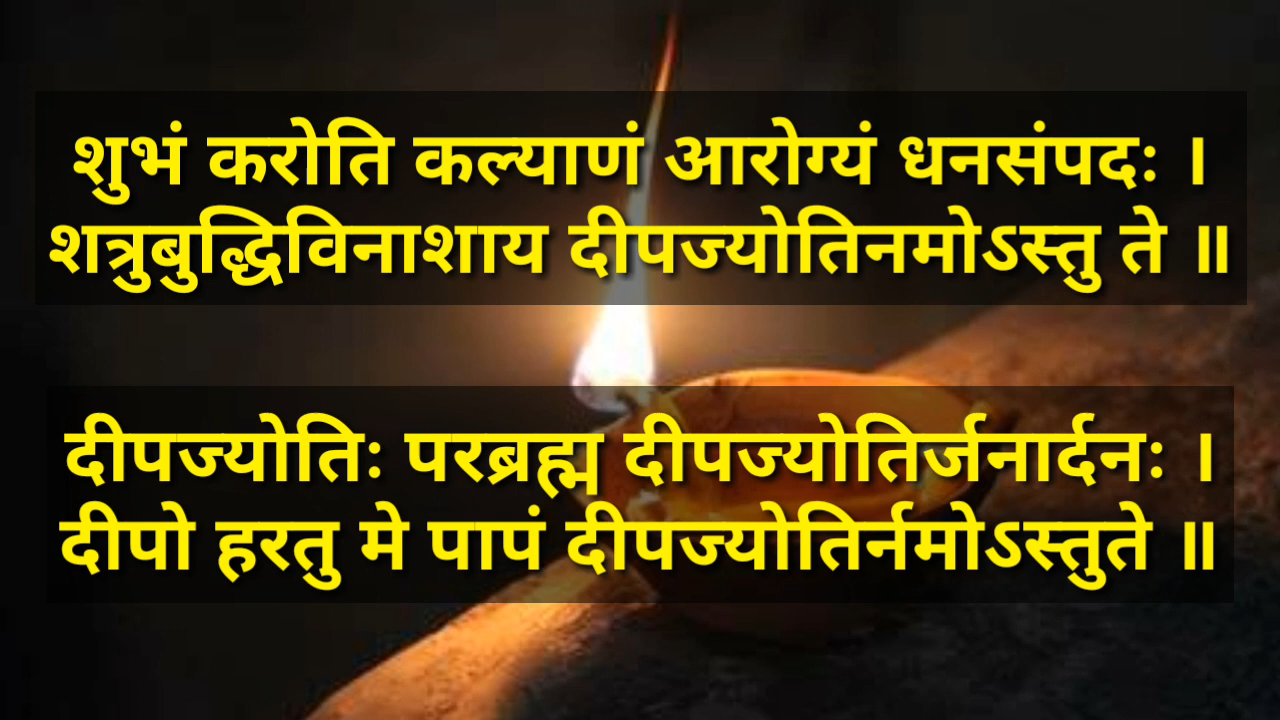 शुभं करोति कल्याणं आरोग्यं धनसंपदः ।
शत्रुबुद्धिविनाशाय दीपज्योतिनमोऽस्तु ते ॥
दीपज्योतिः परब्रह्म दीपज्योतिर्जनार्दनः ।
दीपो हरतु मे पापं दीपज्योतिर्नमोऽस्तुते ॥